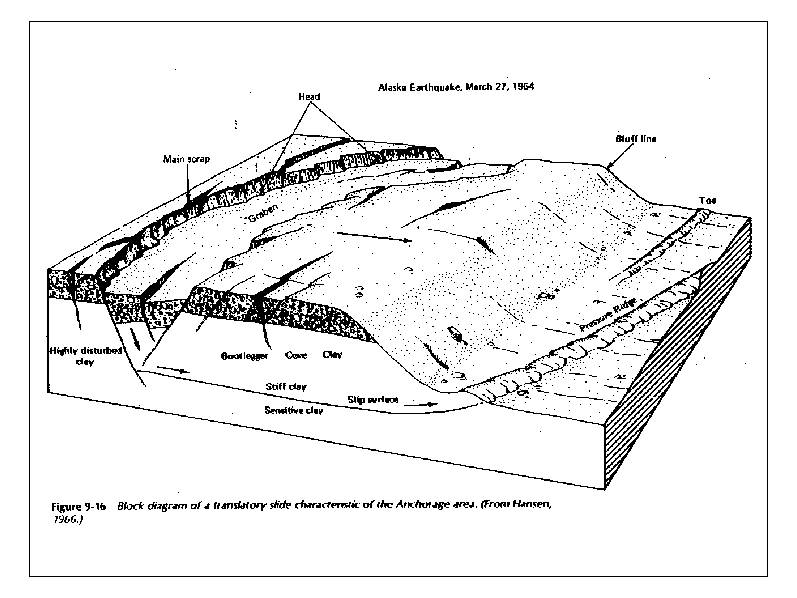 Alaska Earthquake, March 27, 1964
Head
Bluff line
Main scrap
Toe
Graben
Pressure Ridge
Highly disturbed
clay
Bootlegger Cove Clay
Stiff clay
Slip surface
Sensitive clay
Figure 9-16 Block diagram of a translatory slide characteristic of the Anchorage area. (From Hansen,
1966.)